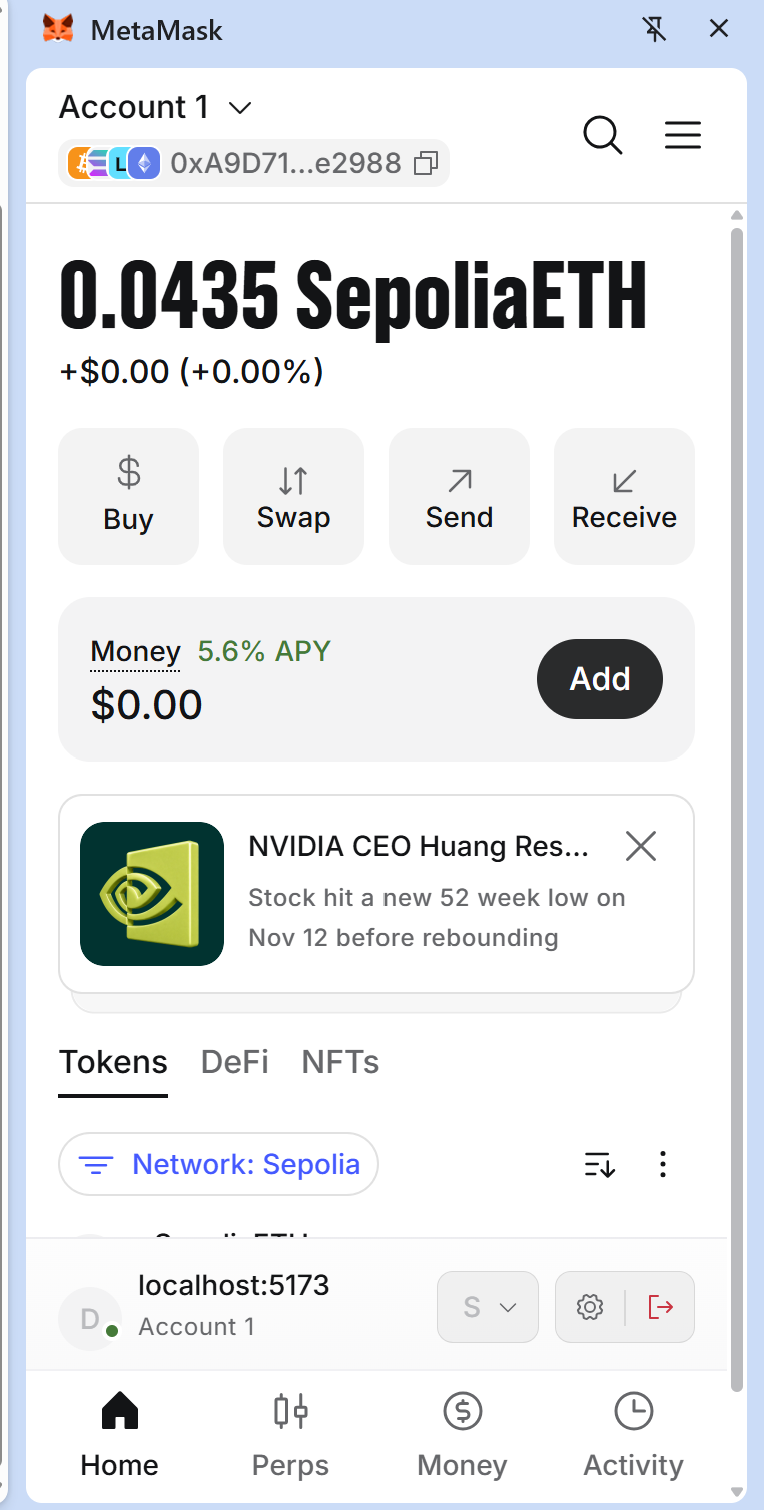 MetaMask
Account 1
0xA9D71...e2988
0.0435 SepoliaETH
+$0.00 (+0.00%)
Buy
Swap
Send
Receive
Money 5.6% APY
$0.00
Add
NVIDIA CEO Huang Res...
Stock hit a new 52 week low on
Nov 12 before rebounding
Tokens
DeFi
NFTs
Network: Sepolia
SepoliaETH
D
localhost:5173
Account 1
S
Home
Perps
Money
Activity